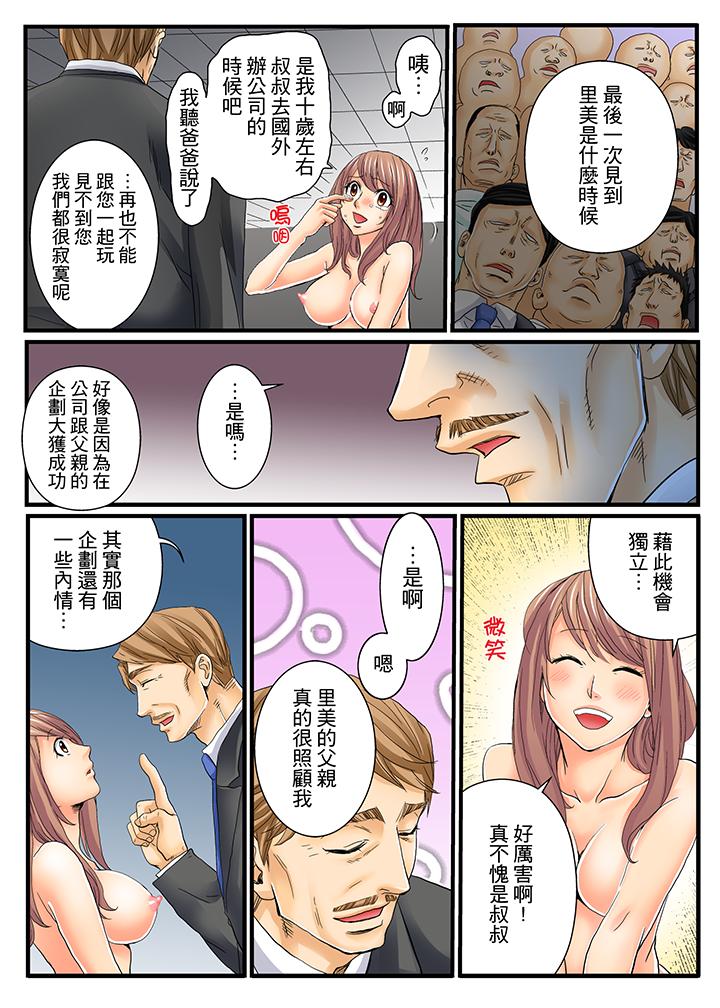 最後一次見到
里美是什麼時候
咦…
啊
是我十歲左右
叔叔去國外
辦公司的
時候吧
我聽爸爸說了
嗚咽
…再也不能
跟您一起玩
見不到您
我們都很寂寞呢
…是嗎…
好像是因為在
公司跟父親的
企劃大獲成功
藉此機會
獨立…
微笑
好厲害啊！
真不愧是叔叔
…是啊
嗯
里美的父親
真的很照顧我
其實那個
企劃還有
一些內情…